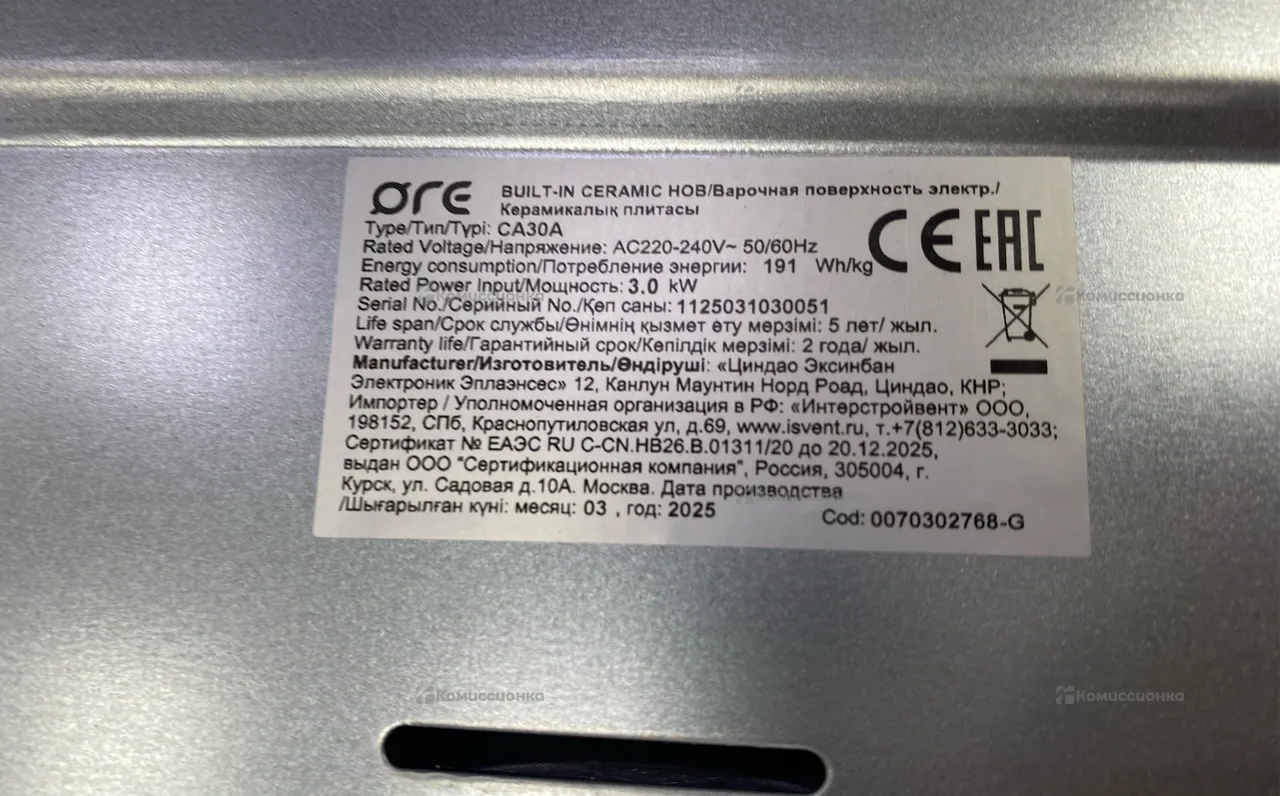 ØRE
BUILT-IN CERAMIC HOB/Варочная поверхность электр./
Керамикалық плитасы
Type/Тип/Түрі: CA30A
Rated Voltage/Напряжение: AC220-240V~ 50/60Hz
Energy consumption/Потребление энергии: 191 Wh/kg
CE EAC
Rated Power Input/Мощность: 3.0 kW
Serial No./Серийный No./Қеп саны: 1125031030051
Life span/Срок службы/Өнімнің қызмет ету мерзімі: 5 лет/ жыл.
Warranty life/Гарантийный срок/Кепілдік мерзімі: 2 года/ жыл.
Manufacturer/Изготовитель/Өндіруші: «Циндао Эксинбан
Электроник Эплаэнсес» 12, Канлун Маунтин Норд Роад, Циндао, КНР;
Импортер / Уполномоченная организация в РФ: «Интерстройвент» ООО,
198152, СПб, Краснопутиловская ул, д.69, www.isvent.ru, т.+7(812)633-3033;
Сертификат № ЕАЭС RU C-CN.HB26.B.01311/20 до 20.12.2025,
выдан ООО "Сертификационная компания", Россия, 305004, г.
Курск, ул. Садовая д.10А. Москва. Дата производства
/Шығарылған күні: месяц: 03 , год: 2025
Cod: 0070302768-G
Комиссионка
Комиссионка
Комиссионка
Комиссионка